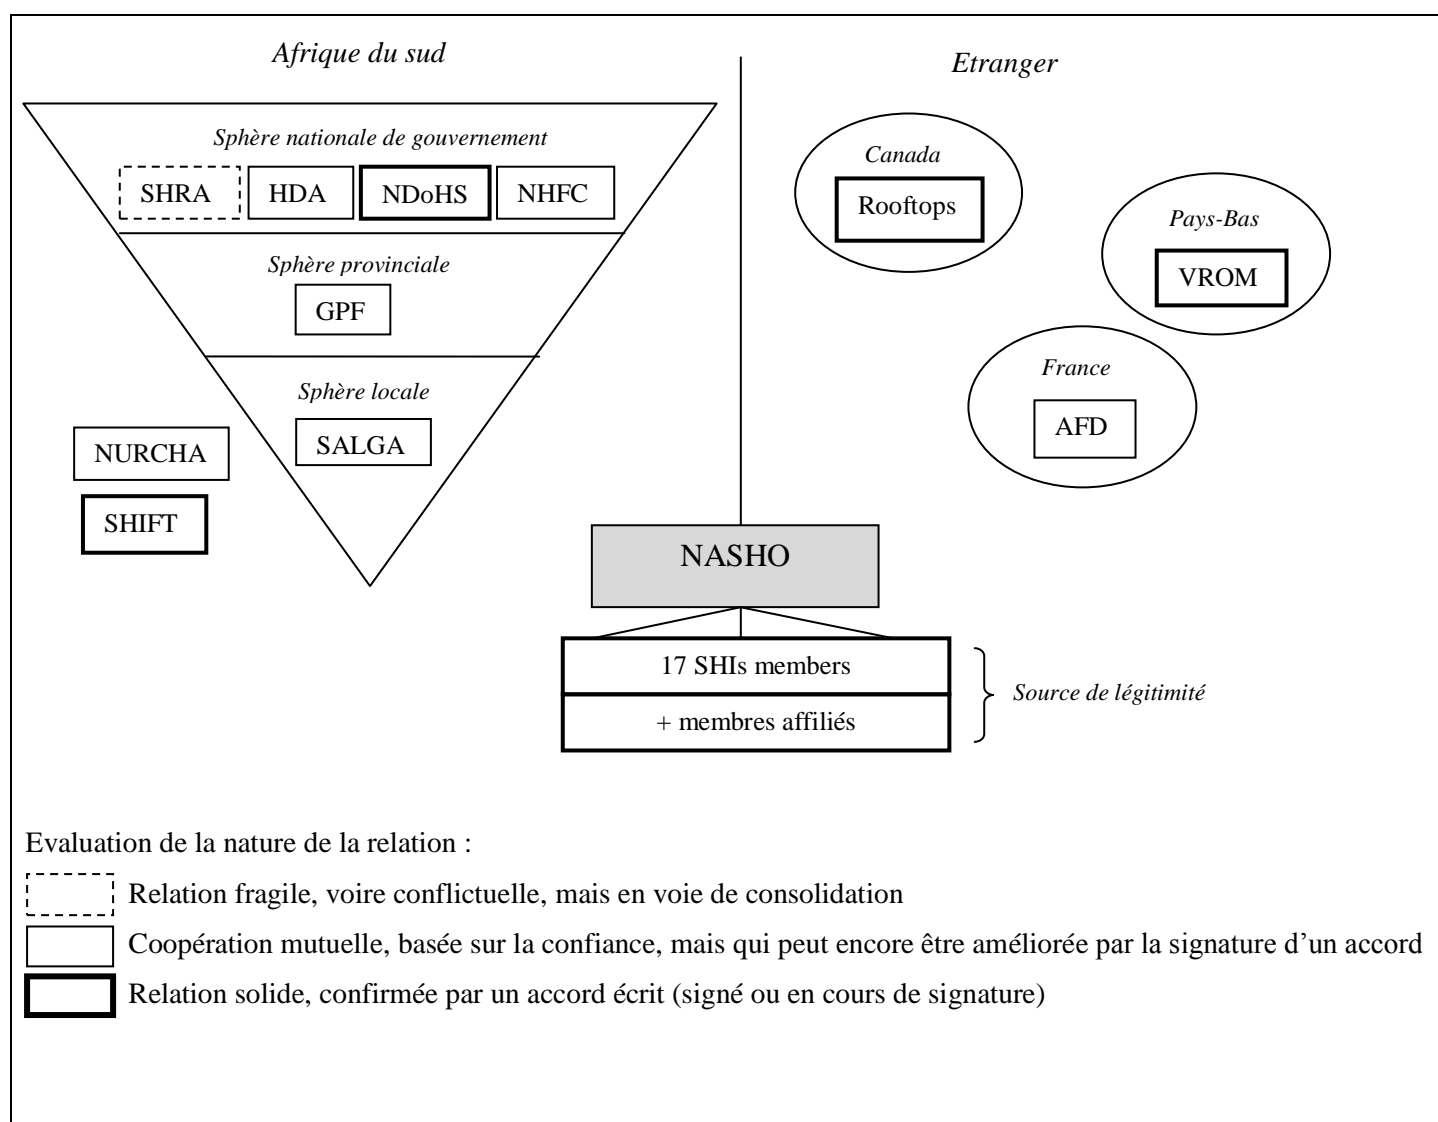 Afrique du sud
Etranger
Sphère nationale de gouvernement
SHRA
HDA
NDoHS
NHFC
Sphère provinciale
GPF
Sphère locale
SALGA
NURCHA
SHIFT
Canada
Rooftops
Pays-Bas
VROM
France
AFD
NASHO
17 SHIs members
+ membres affiliés
Source de légitimité
Evaluation de la nature de la relation :
Relation fragile, voire conflictuelle, mais en voie de consolidation
Coopération mutuelle, basée sur la confiance, mais qui peut encore être améliorée par la signature d’un accord
Relation solide, confirmée par un accord écrit (signé ou en cours de signature)